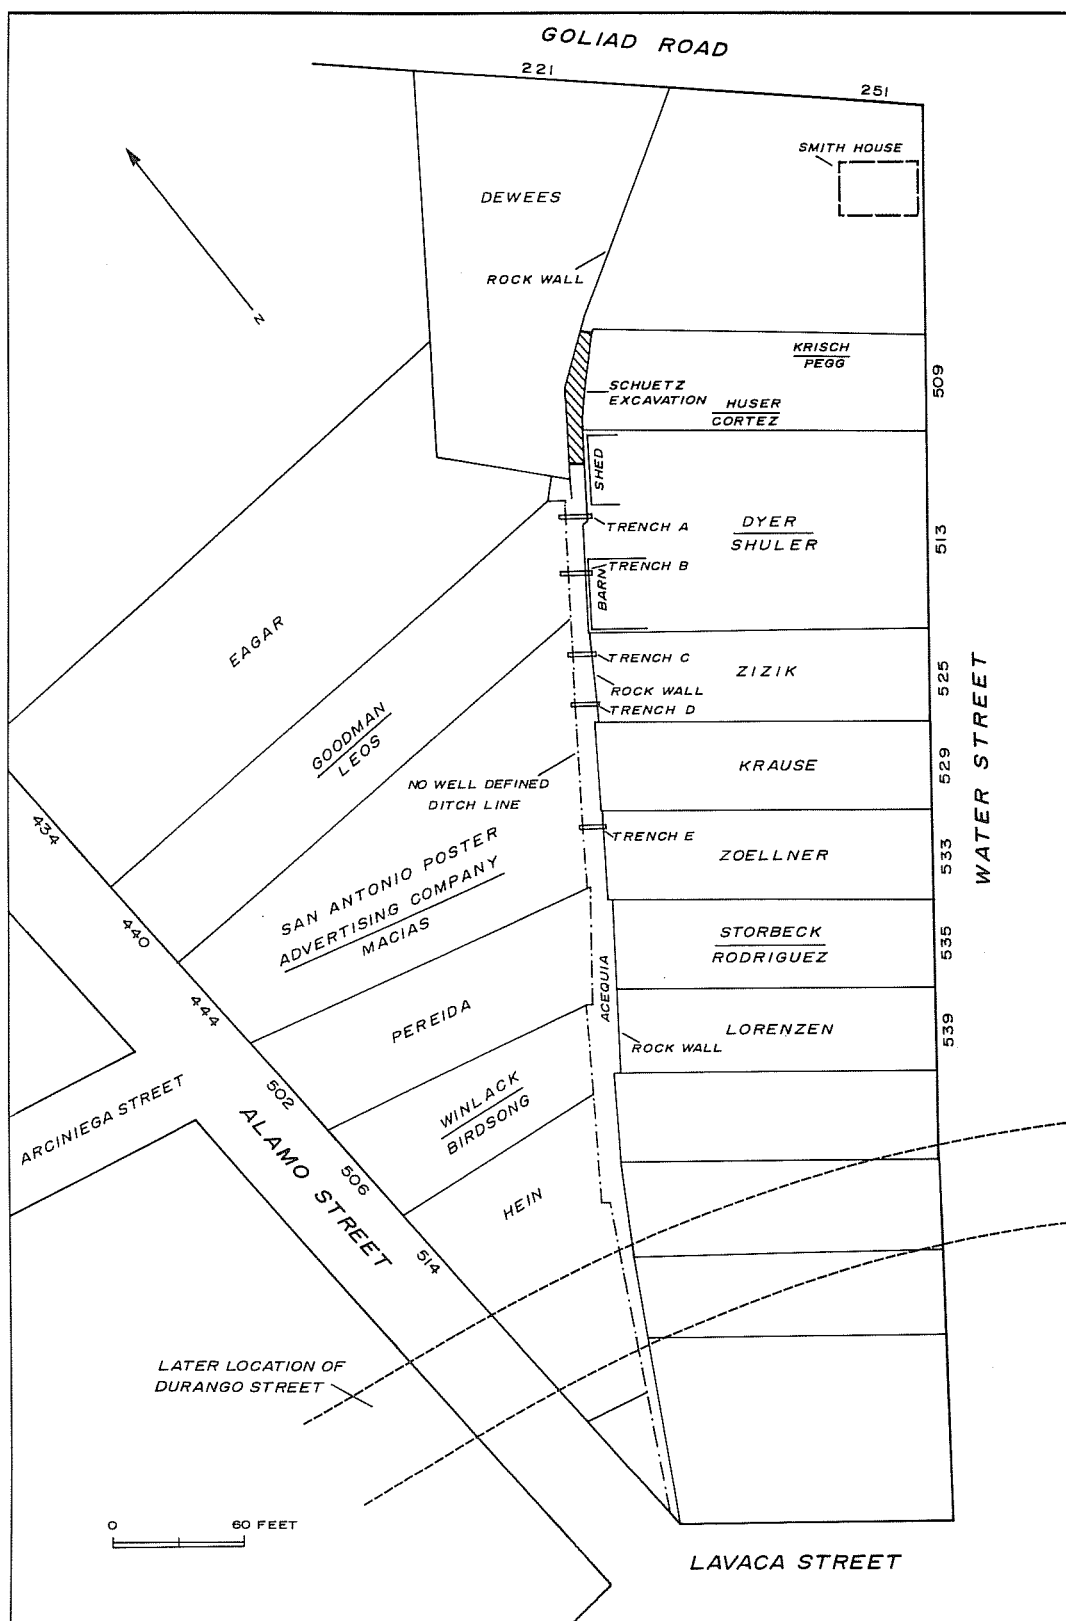 GOLIAD ROAD
221
251
SMITH HOUSE
DEWEES
ROCK WALL
N
KRISCH
PEGG
509
SCHUETZ
EXCAVATION
HUSER
CORTEZ
SHED
TRENCH A
DYER
SHULER
513
TRENCH B
BARN
EAGAR
TRENCH C
ZIZIK
525
ROCK WALL
TRENCH D
WATER STREET
GOODMAN
LEOS
KRAUSE
529
NO WELL DEFINED
DITCH LINE
434
TRENCH E
ZOELLNER
533
SAN ANTONIO POSTER
ADVERTISING COMPANY
MACIAS
440
STORBECK
RODRIGUEZ
535
ACEQUIA
444
PEREIDA
LORENZEN
539
ROCK WALL
ARCINIEGA STREET
502
ALAMO STREET
WINLACK
BIRDSONG
506
HEIN
514
LATER LOCATION OF
DURANGO STREET
0 60 FEET
LAVACA STREET